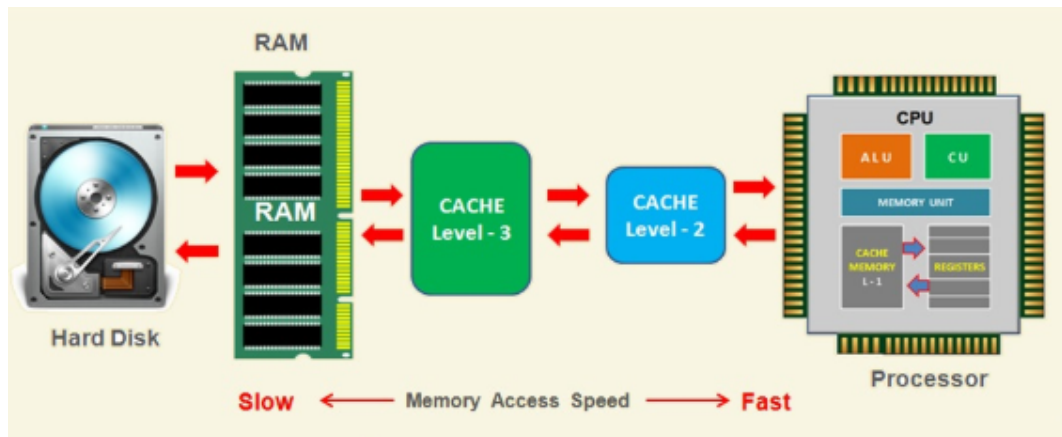 RAM
RAM
Hard Disk
CACHE
Level - 3
CACHE
Level - 2
CPU
ALU
CU
MEMORY UNIT
CACHE
MEMORY
L - 1
REGISTERS
Processor
Slow
Memory Access Speed
Fast